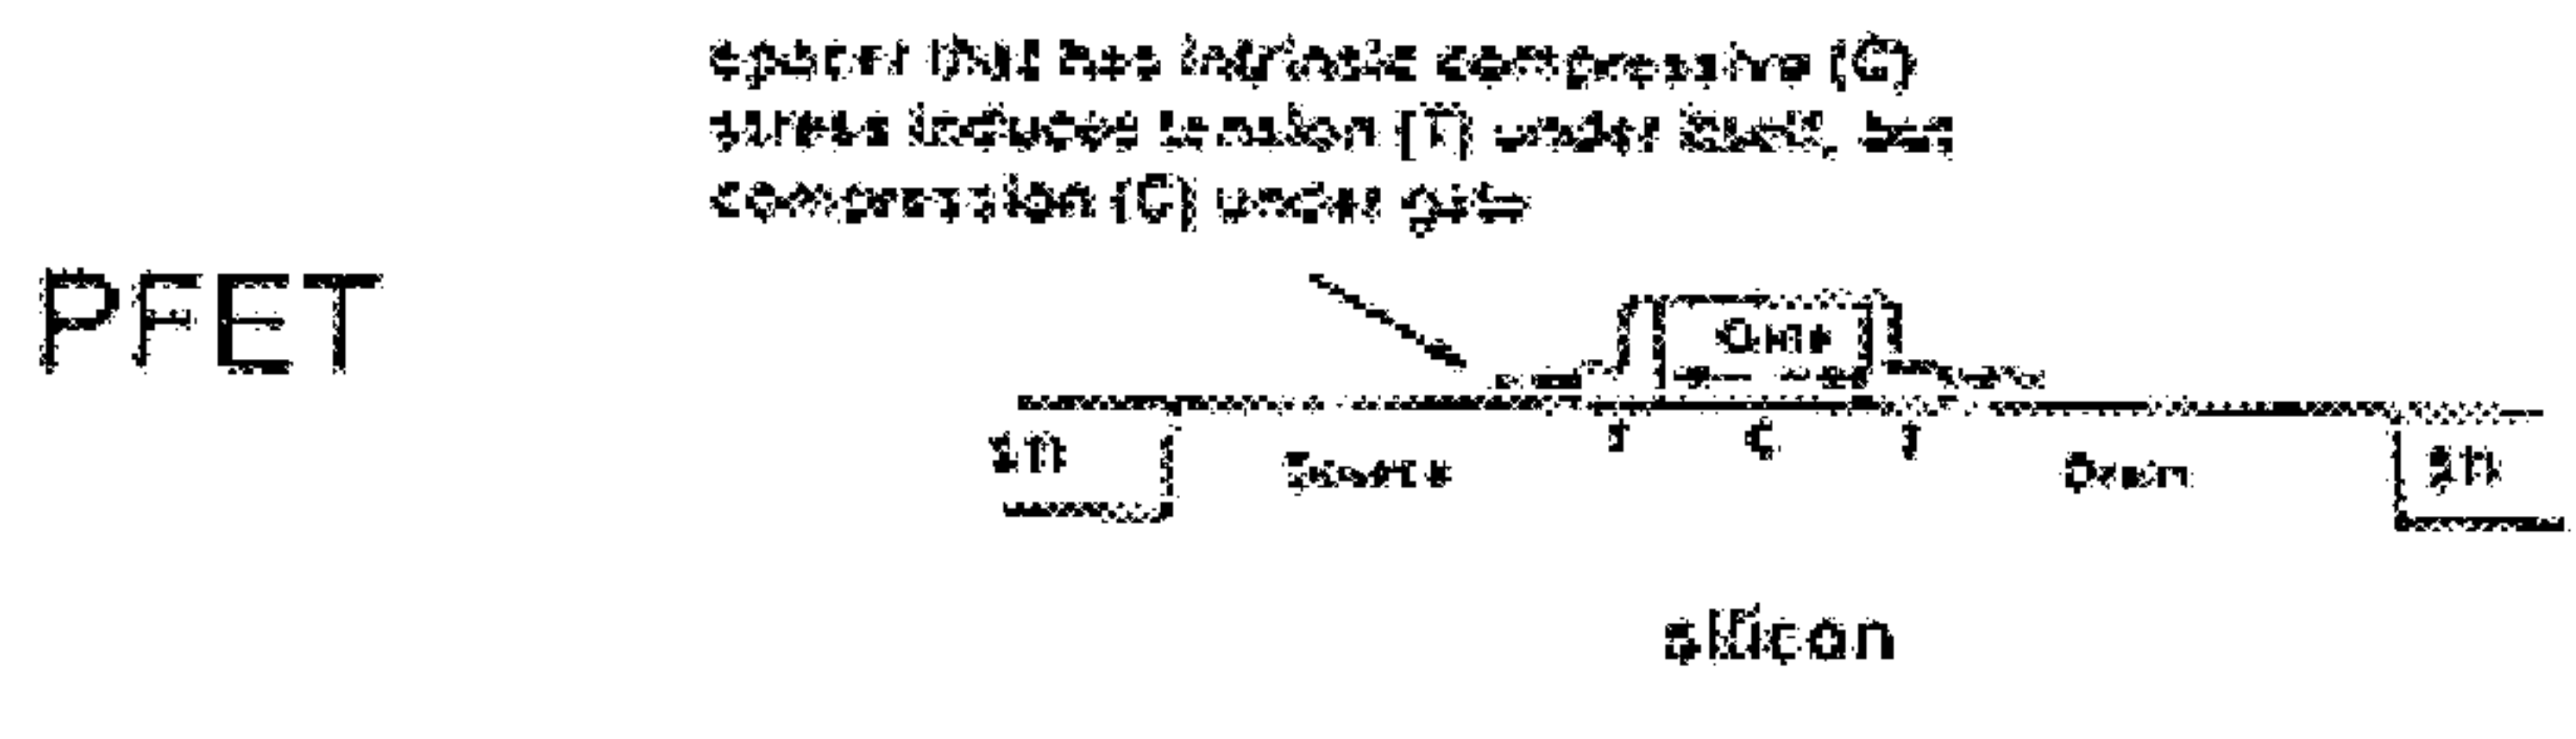 spacer that has intrinsic compressive (C)
stress induces tension (T) under itself, but
compression (C) under gate
PFET
Gate
T C T
STI Source Drain STI
silicon